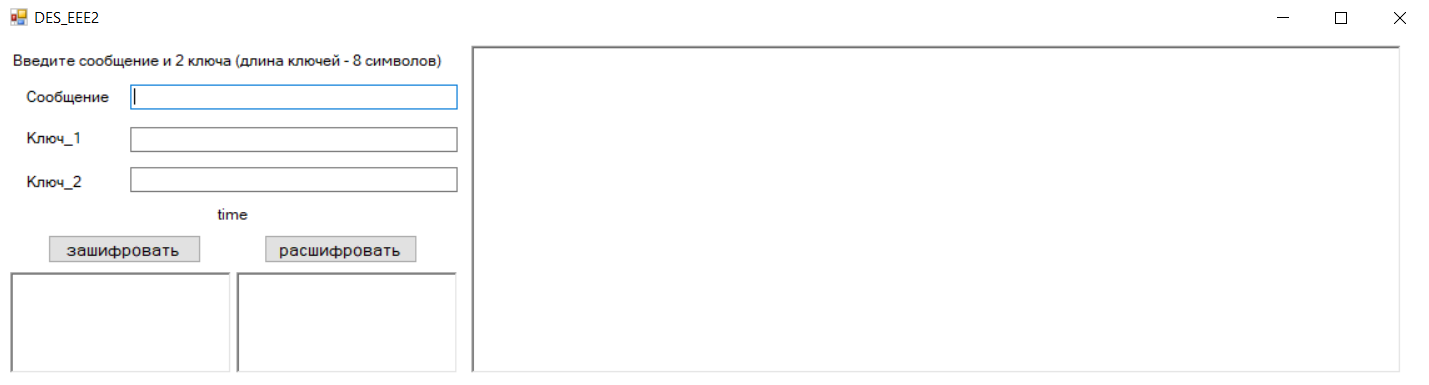 DES_EEE2
Введите сообщение и 2 ключа (длина ключей - 8 символов)
Сообщение
Ключ_1
Ключ_2
time
зашифровать расшифровать